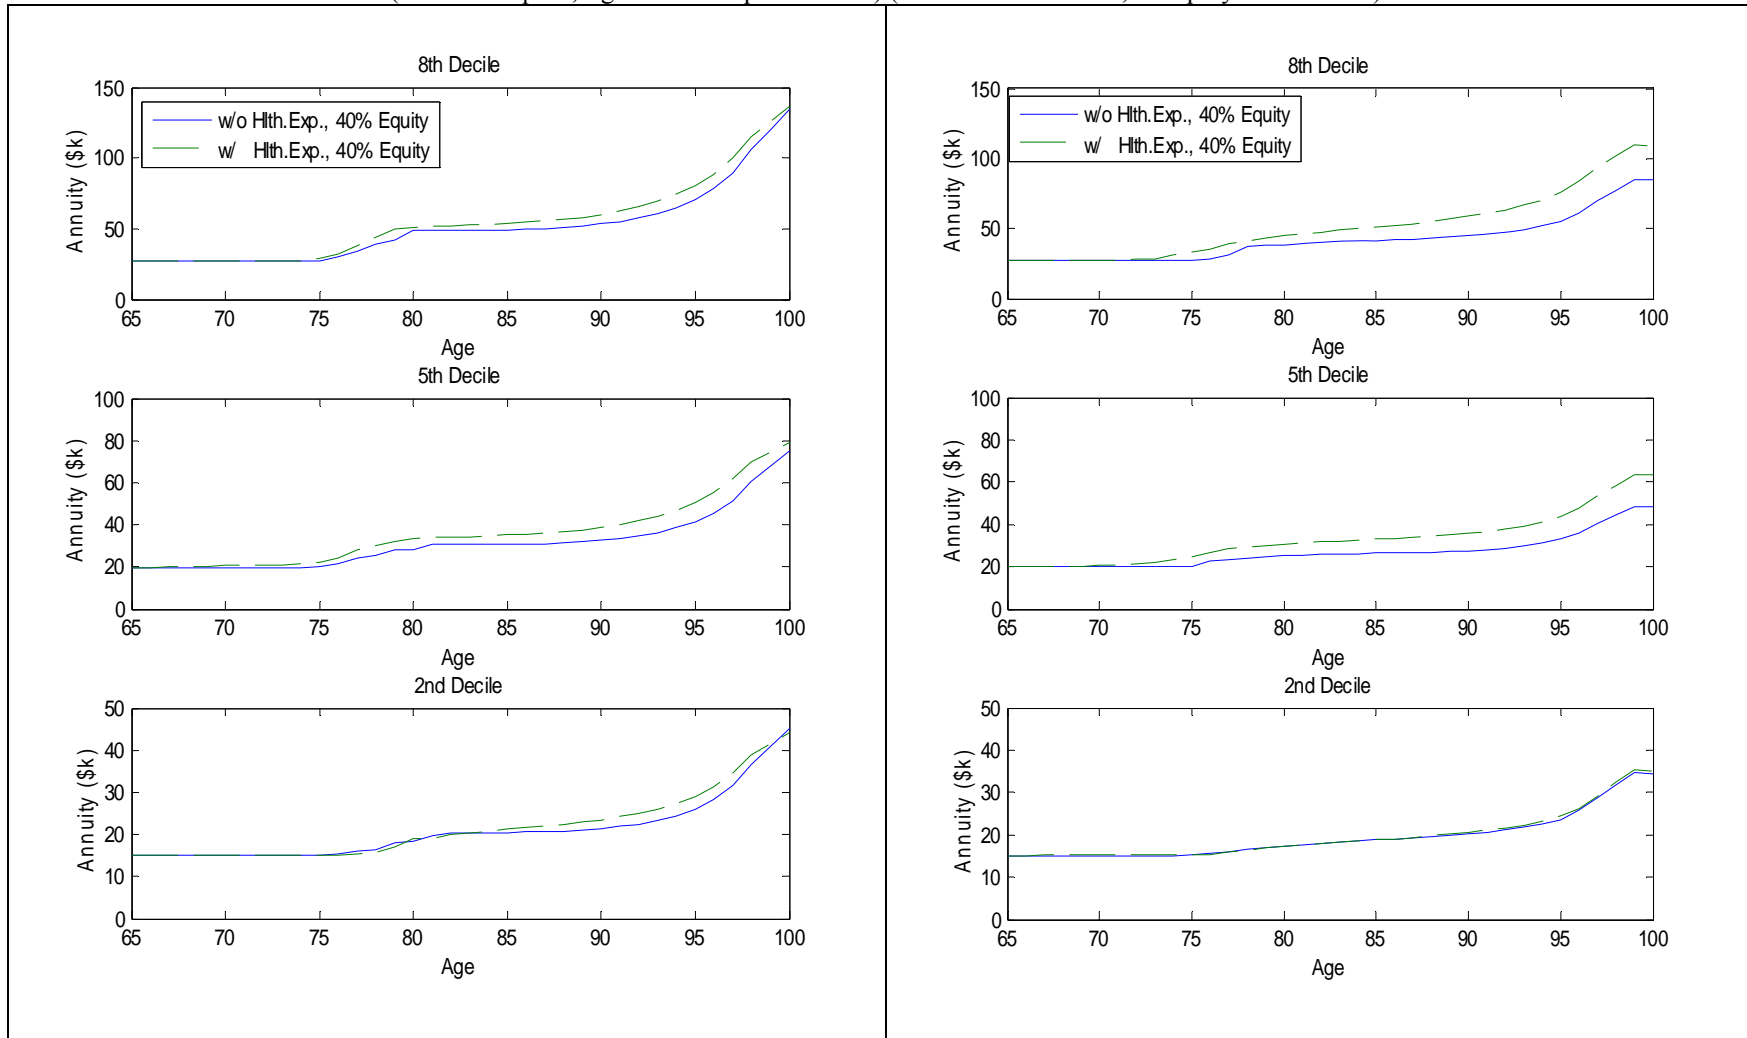 8th Decile
w/o Hlth.Exp., 40% Equity
w/ Hlth.Exp., 40% Equity
Annuity ($k)
150
100
50
0
65 70 75 80 85 90 95 100
Age
5th Decile
Annuity ($k)
100
80
60
40
20
0
65 70 75 80 85 90 95 100
Age
2nd Decile
Annuity ($k)
50
40
30
20
10
0
65 70 75 80 85 90 95 100
Age
8th Decile
w/o Hlth.Exp., 40% Equity
w/ Hlth.Exp., 40% Equity
Annuity ($k)
150
100
50
0
65 70 75 80 85 90 95 100
Age
5th Decile
Annuity ($k)
100
80
60
40
20
0
65 70 75 80 85 90 95 100
Age
2nd Decile
Annuity ($k)
50
40
30
20
10
0
65 70 75 80 85 90 95 100
Age